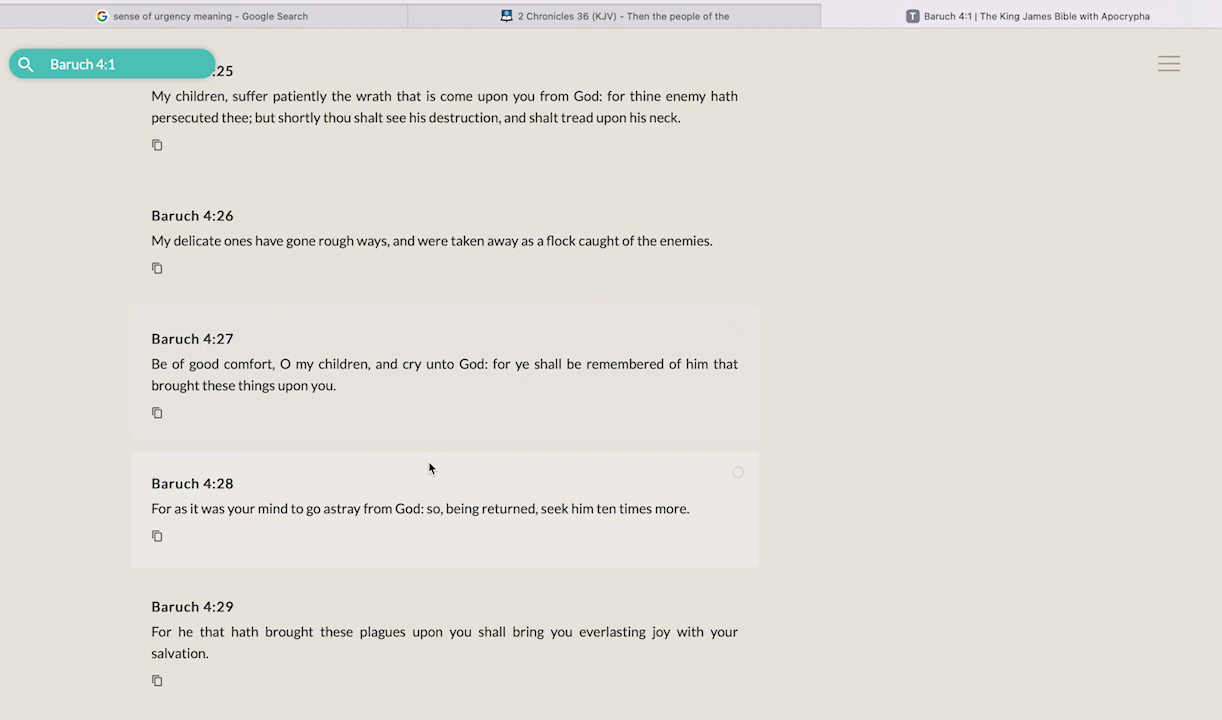 sense of urgency meaning - Google Search
2 Chronicles 36 (KJV) - Then the people of the
T Baruch 4:1 | The King James Bible with Apocrypha
Baruch 4:1
:25
My children, suffer patiently the wrath that is come upon you from God: for thine enemy hath
persecuted thee; but shortly thou shalt see his destruction, and shalt tread upon his neck.
Baruch 4:26
My delicate ones have gone rough ways, and were taken away as a flock caught of the enemies.
Baruch 4:27
Be of good comfort, O my children, and cry unto God: for ye shall be remembered of him that
brought these things upon you.
Baruch 4:28
For as it was your mind to go astray from God: so, being returned, seek him ten times more.
Baruch 4:29
For he that hath brought these plagues upon you shall bring you everlasting joy with your
salvation.